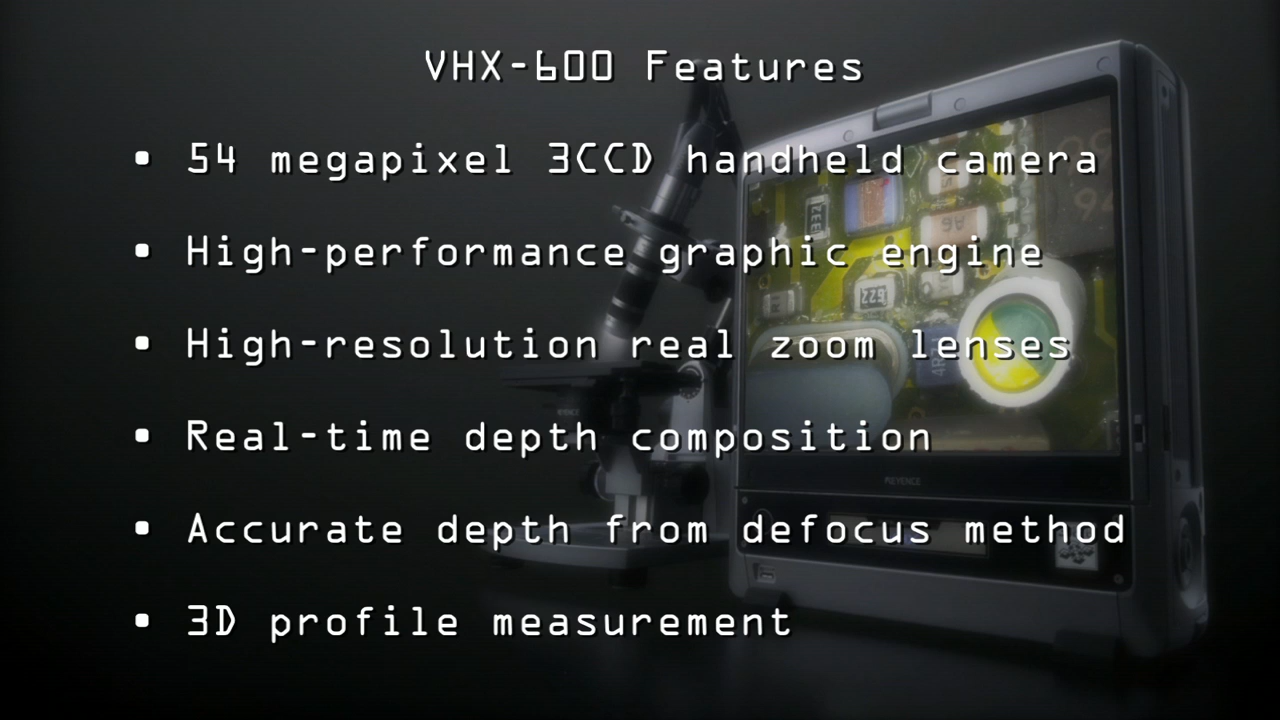 VHX-600 Features
• 54 megapixel 3CCD handheld camera
• High-performance graphic engine
• High-resolution real zoom lenses
• Real-time depth composition
• Accurate depth from defocus method
• 3D profile measurement
KEYENCE